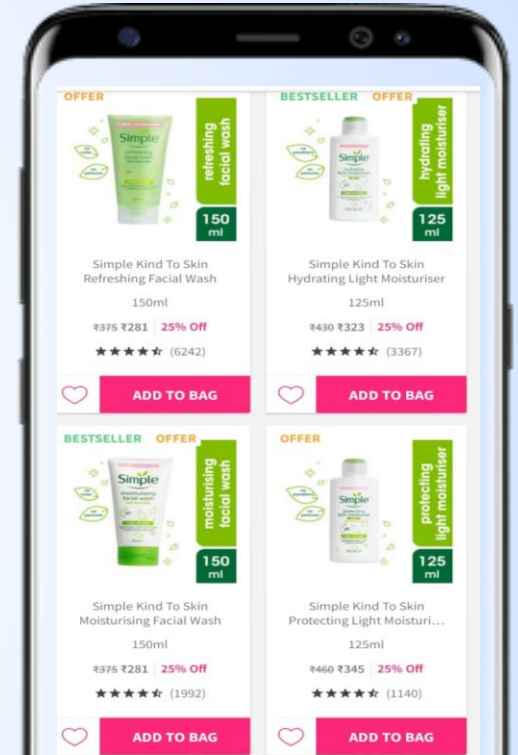 OFFER
Simple
refreshing
facial wash
150
ml
Simple Kind To Skin
Refreshing Facial Wash
150ml
₹375 ₹281 25% Off
(6242)
ADD TO BAG
BESTSELLER OFFER
Simple
hydrating
light moisturiser
125
ml
Simple Kind To Skin
Hydrating Light Moisturiser
125ml
₹430 ₹323 25% Off
(3367)
ADD TO BAG
BESTSELLER OFFER
Simple
moisturising
facial wash
moisturising
facial wash
150
ml
Simple Kind To Skin
Moisturising Facial Wash
150ml
₹375 ₹281 25% Off
(1992)
ADD TO BAG
OFFER
Simple
protecting
light moisturiser
125
ml
Simple Kind To Skin
Protecting Light Moisturi...
125ml
₹460 ₹345 25% Off
(1140)
ADD TO BAG